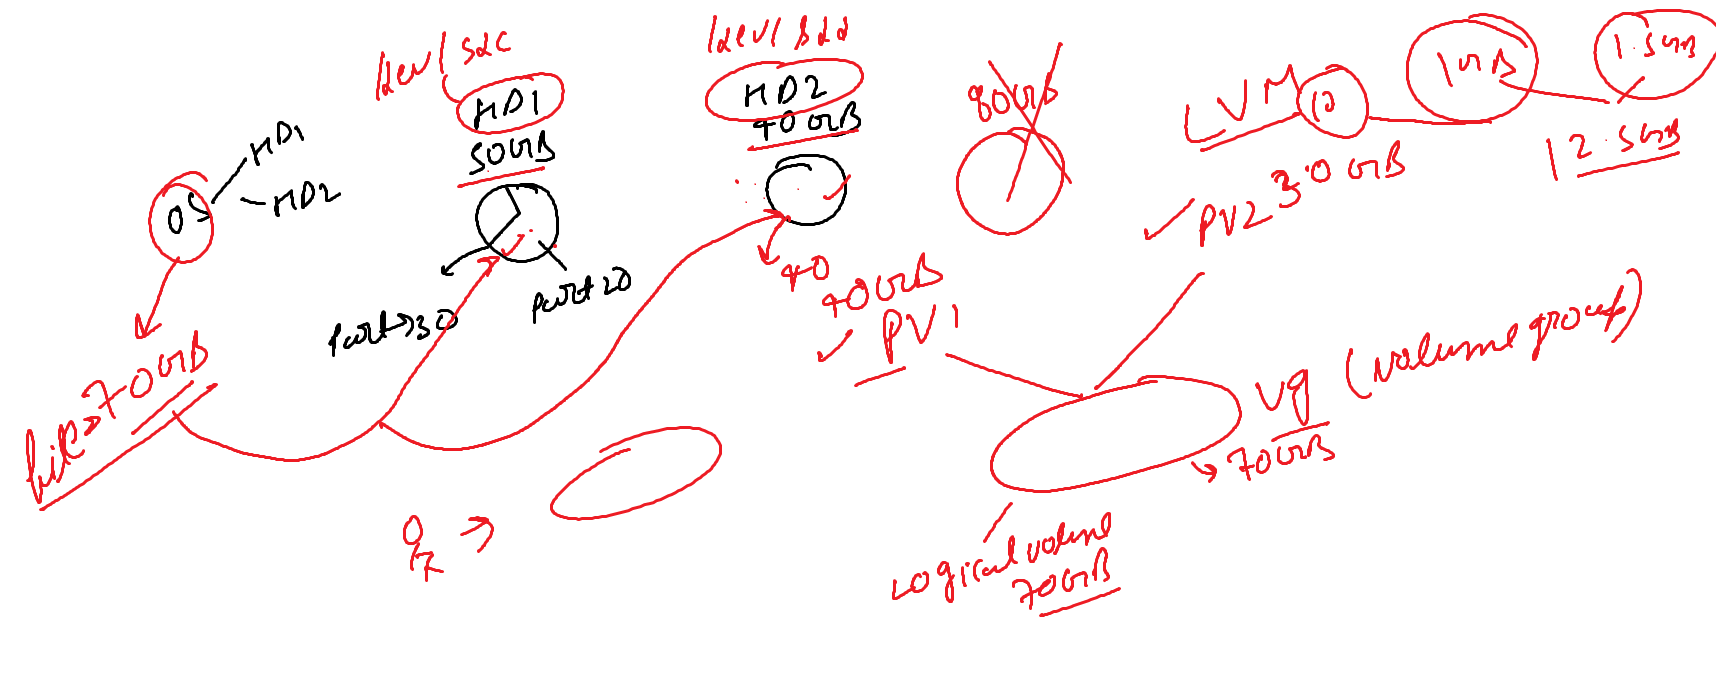 /dev/sdc
/dev/sdd
HD1
50GB
HD2
40GB
80GB
LVM
10
1GB
1.5GB
12.5GB
OS
HD1
HD2
Part→30
Part 20
40
40GB
PV1
PV2 30GB
file→70GB
vg (volume group)
→70GB
Logical volume
70GB